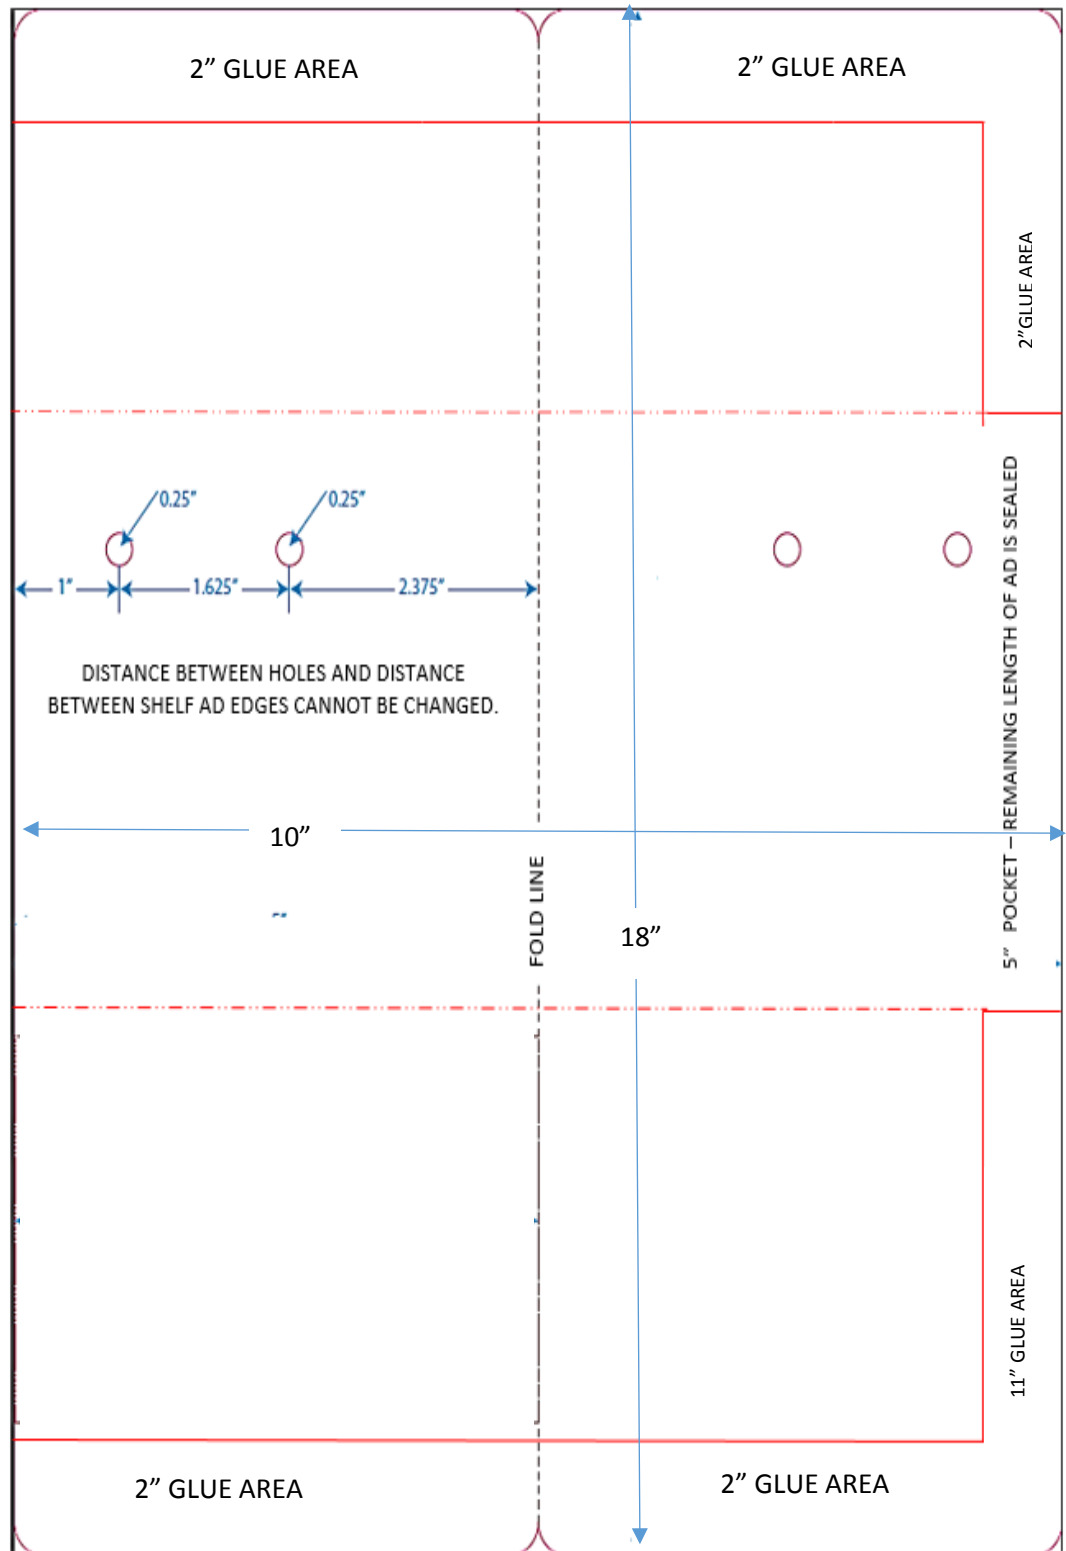 2” GLUE AREA
2” GLUE AREA
2”GLUE AREA
0.25"
0.25"
1"
1.625"
2.375"
DISTANCE BETWEEN HOLES AND DISTANCE
BETWEEN SHELF AD EDGES CANNOT BE CHANGED.
5” POCKET – REMAINING LENGTH OF AD IS SEALED
10”
FOLD LINE
18”
11” GLUE AREA
2” GLUE AREA
2” GLUE AREA